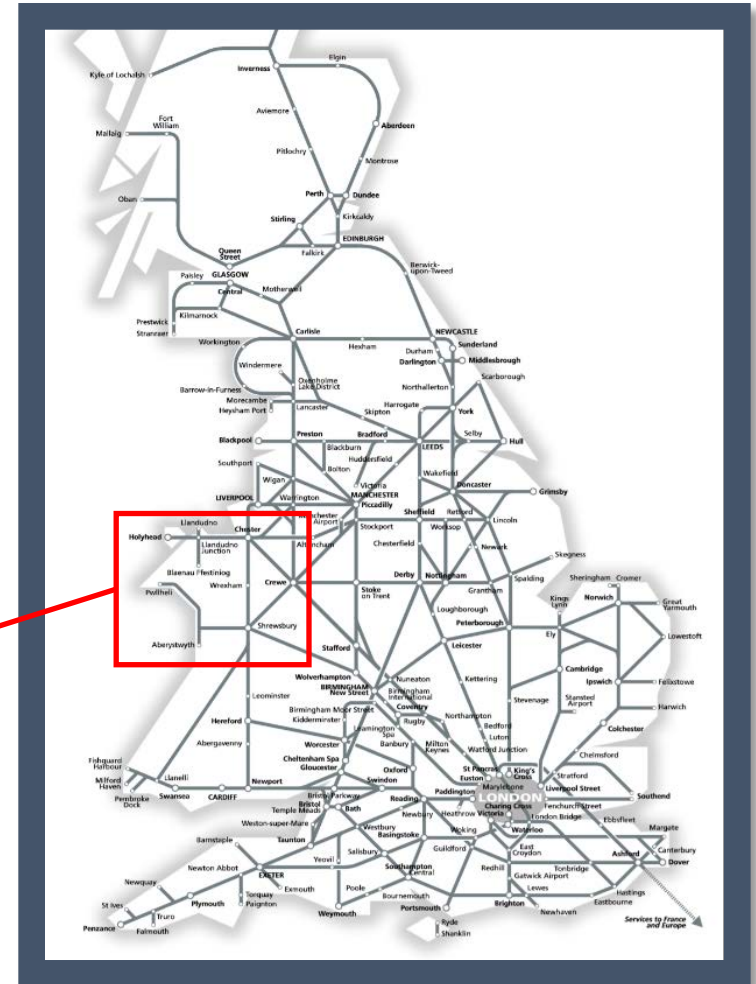 Elgin
Inverness
Kyle of Lochalsh
Aviemore
Fort
William
Aberdeen
Mallaig
Pitlochry
Montrose
Perth
Dundee
Oban
Stirling
Kirkcaldy
EDINBURGH
Queen
Street
Falkirk
Berwick-
upon-Tweed
Paisley
GLASGOW
Central
Motherwell
Prestwick
Kilmarnock
Stranraer
Carlisle
NEWCASTLE
Workington
Hexham
Durham
Sunderland
Darlington
Middlesbrough
Windermere
Scarborough
Oxenholme
Lake District
Barrow-in-Furness
Northallerton
Morecambe
Harrogate
Heysham Port
Lancaster
Skipton
York
Blackpool
Preston
Bradford
Selby
Hull
Blackburn
LEEDS
Huddersfield
Southport
Bolton
Wakefield
Wigan
Victoria
Doncaster
Grimsby
LIVERPOOL
Warrington
MANCHESTER
Piccadilly
Manchester
Airport
Sheffield
Retford
Llandudno
Stockport
Worksop
Lincoln
Holyhead
Chester
Llandudno
Junction
Altrincham
Chesterfield
Newark
Skegness
Blaenau Ffestiniog
Pwllheli
Wrexham
Crewe
Stoke
on Trent
Derby
Nottingham
Grantham
Spalding
Sheringham
Cromer
Kings
Lynn
Norwich
Great
Yarmouth
Loughborough
Shrewsbury
Peterborough
Ely
Lowestoft
Aberystwyth
Stafford
Leicester
Wolverhampton
Cambridge
BIRMINGHAM
New Street
Nuneaton
Birmingham
International
Kettering
Ipswich
Felixstowe
Leominster
Stevenage
Stansted
Airport
Birmingham Moor Street
Coventry
Harwich
Kidderminster
Rugby
Northampton
Hereford
Leamington
Spa
Bedford
Colchester
Abergavenny
Worcester
Banbury
Milton
Keynes
Luton
Watford Junction
Chelmsford
Cheltenham Spa
Gloucester
Oxford
St Pancras
Euston
King's
Cross
Stratford
Fishguard
Harbour
Llanelli
Newport
Swindon
Marylebone
Liverpool Street
Milford
Haven
Paddington
LONDON
Southend
Pembroke
Dock
Swansea
CARDIFF
Bristol Parkway
Reading
Fenchurch Street
Bristol
Temple Meads
Bath
Charing Cross
London Bridge
Ebbsfleet
Newbury
Heathrow
Victoria
Weston-super-Mare
Westbury
Basingstoke
Woking
Waterloo
Margate
Barnstaple
Taunton
Salisbury
Guildford
East
Croydon
Canterbury
Newton Abbot
Yeovil
Southampton
Central
Redhill
Tonbridge
Ashford
Dover
Gatwick Airport
EXETER
Newquay
Exmouth
Poole
Lewes
Hastings
Torquay
Paignton
Bournemouth
Eastbourne
St Ives
Plymouth
Portsmouth
Brighton
Newhaven
Truro
Weymouth
Penzance
Falmouth
Ryde
Shanklin
Services to France
and Europe